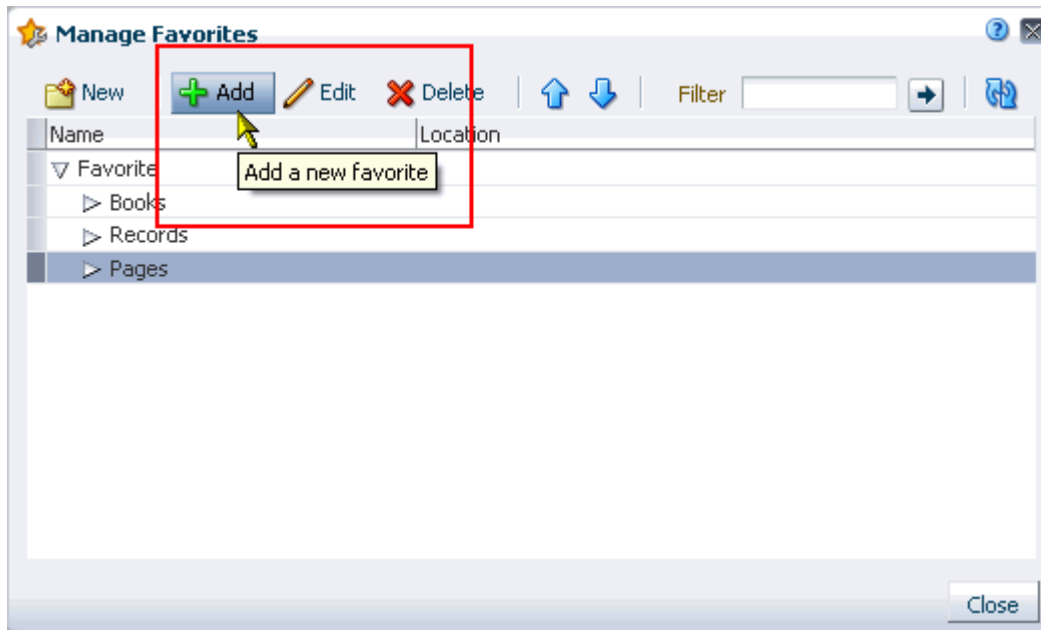 Manage Favorites
New Add Edit Delete Filter
Name Location
Favorite
Add a new favorite
Books
Records
Pages
Close